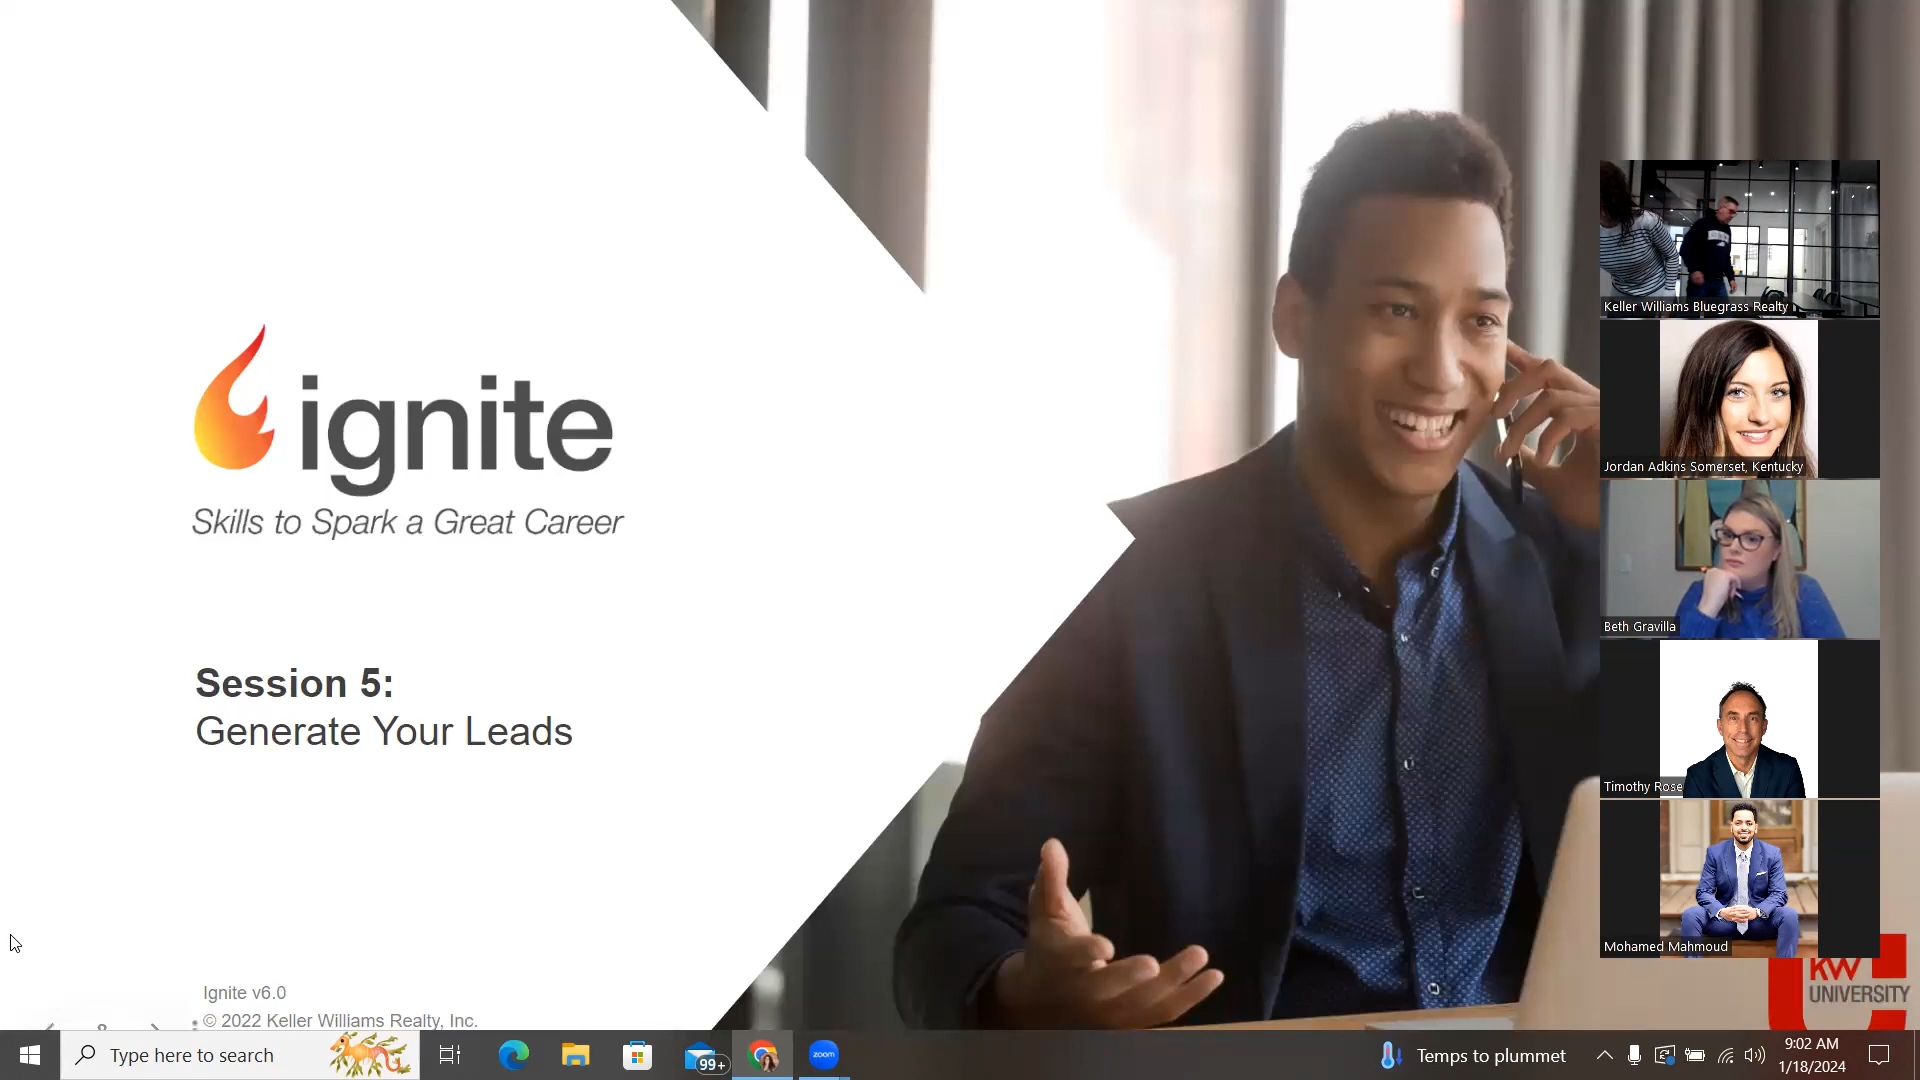 ignite
Skills to Spark a Great Career
Session 5:
Generate Your Leads
Ignite v6.0
© 2022 Keller Williams Realty, Inc.
Keller Williams Bluegrass Realty
Jordan Adkins Somerset, Kentucky
Beth Gravilla
Timothy Rose
Mohamed Mahmoud
KW
UNIVERSITY
Type here to search
99+
zoom
Temps to plummet
9:02 AM
1/18/2024